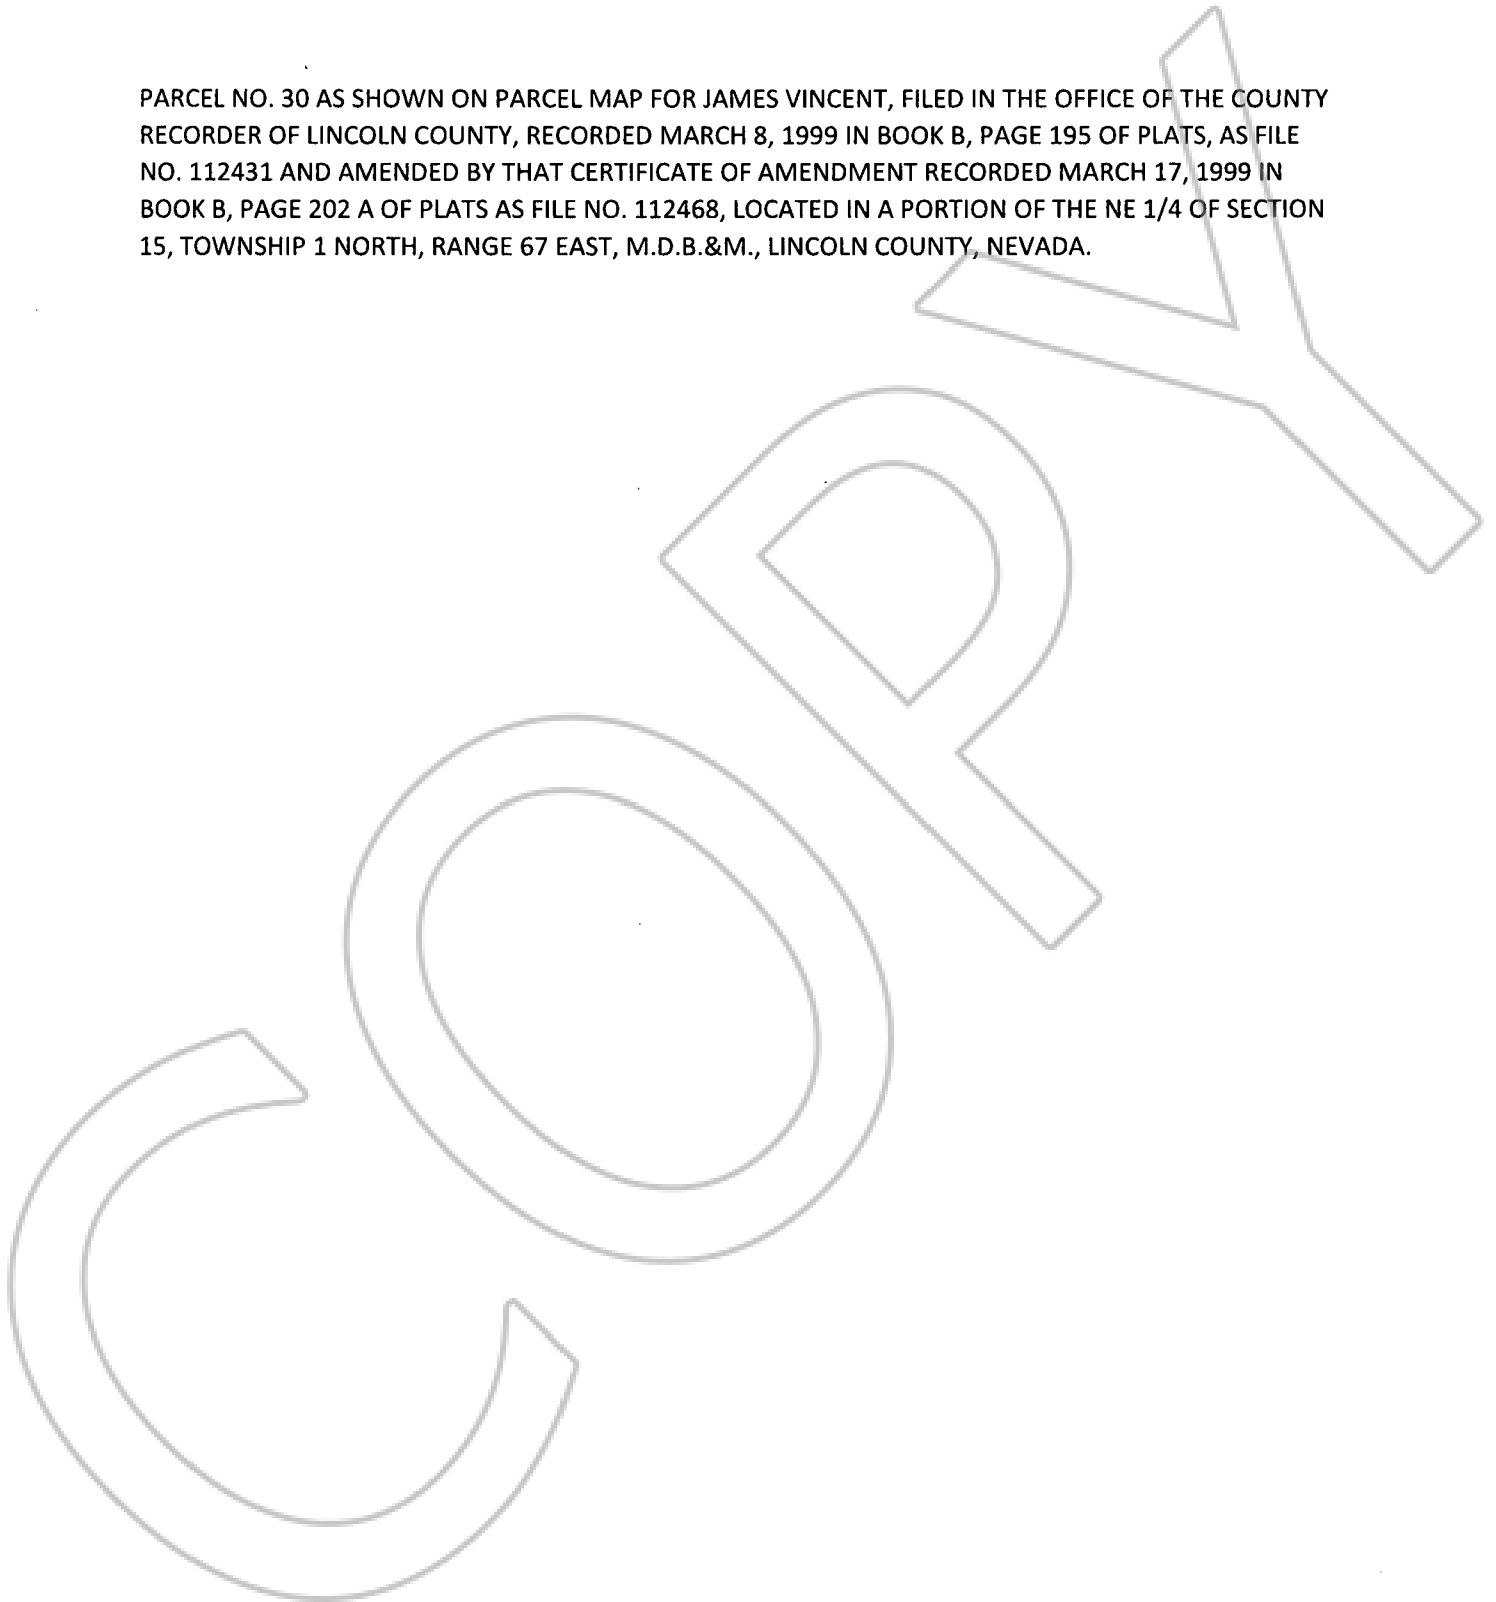 PARCEL NO. 30 AS SHOWN ON PARCEL MAP FOR JAMES VINCENT, FILED IN THE OFFICE OF THE COUNTY
RECORDER OF LINCOLN COUNTY, RECORDED MARCH 8, 1999 IN BOOK B, PAGE 195 OF PLATS, AS FILE
NO. 112431 AND AMENDED BY THAT CERTIFICATE OF AMENDMENT RECORDED MARCH 17, 1999 IN
BOOK B, PAGE 202 A OF PLATS AS FILE NO. 112468, LOCATED IN A PORTION OF THE NE 1/4 OF SECTION
15, TOWNSHIP 1 NORTH, RANGE 67 EAST, M.D.B.&M., LINCOLN COUNTY, NEVADA.
COPY